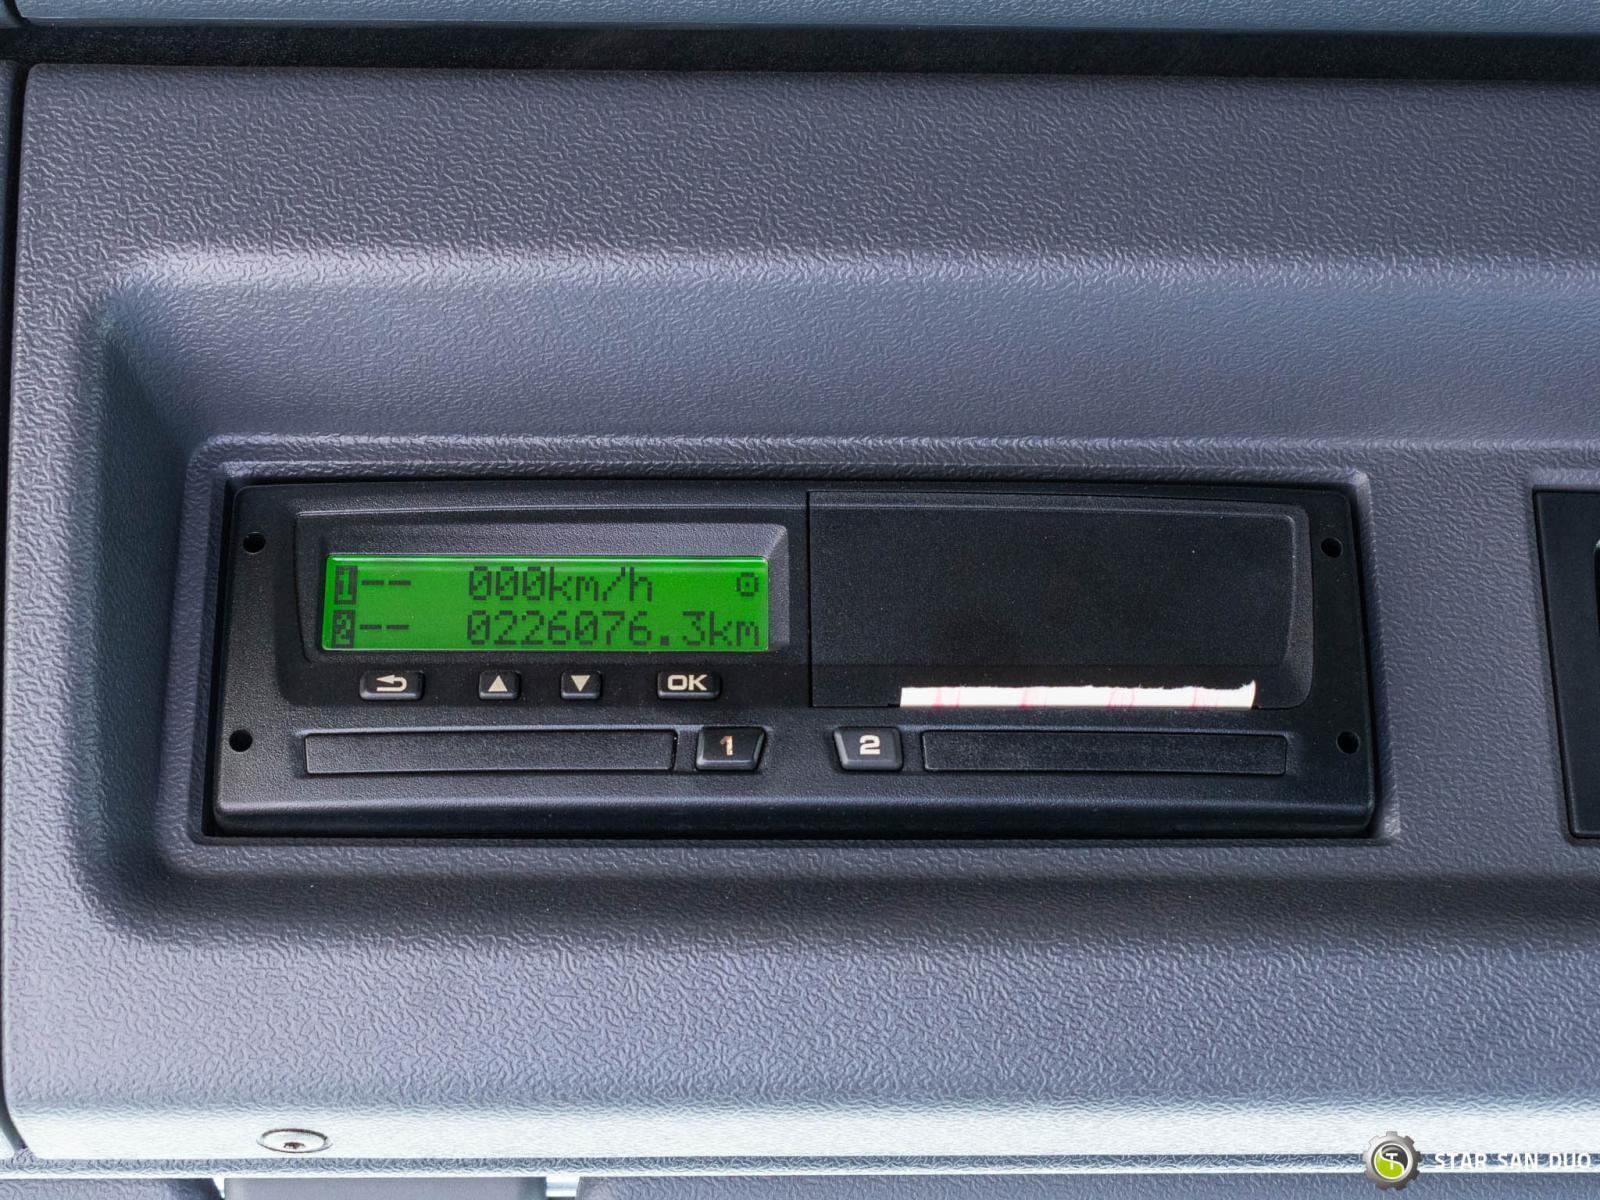 1-- 000km/h
2-- 0226076.3km
OK
1
2
STAR SAN DUO